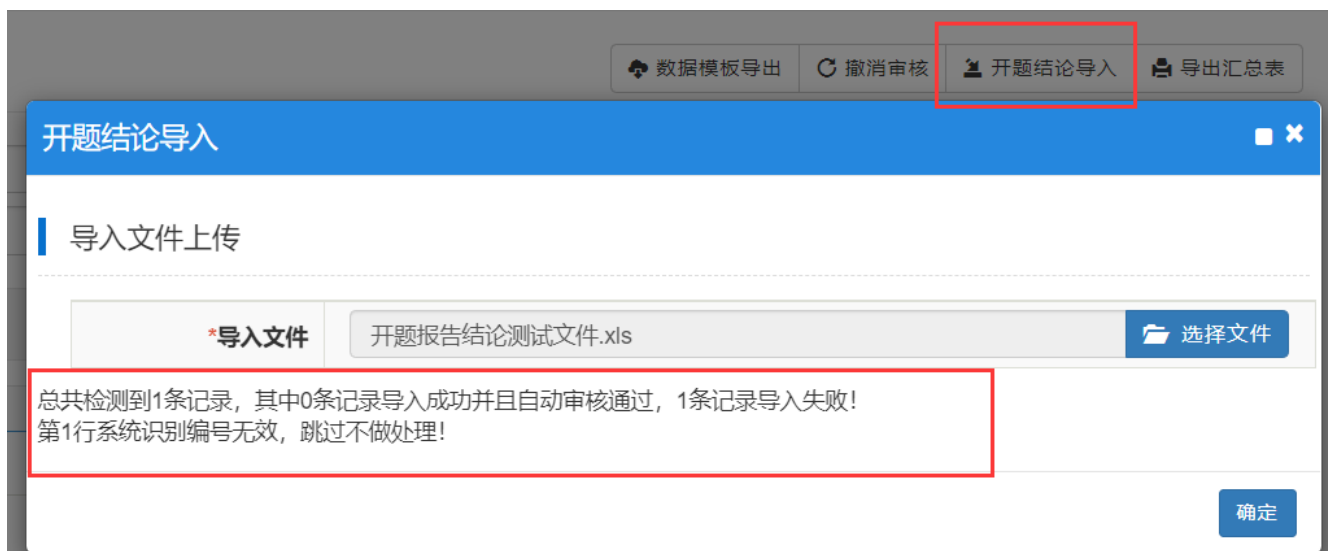 数据模板导出 撤消审核 开题结论导入 导出汇总表
开题结论导入
导入文件上传
*导入文件 开题报告结论测试文件.xls 选择文件
总共检测到1条记录，其中0条记录导入成功并且自动审核通过，1条记录导入失败！
第1行系统识别编号无效，跳过不做处理！
确定